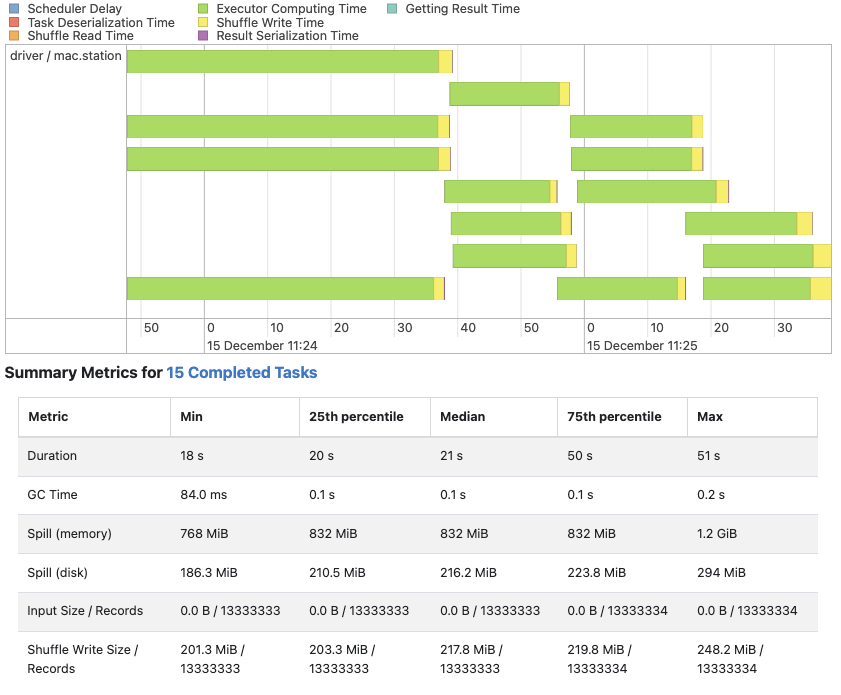 Scheduler Delay
Executor Computing Time
Getting Result Time
Task Deserialization Time
Shuffle Write Time
Shuffle Read Time
Result Serialization Time
driver / mac.station
50 0 10 20 30 40 50 0 10 20 30
15 December 11:24 15 December 11:25
Summary Metrics for 15 Completed Tasks
Metric Min 25th percentile Median 75th percentile Max
Duration 18 s 20 s 21 s 50 s 51 s
GC Time 84.0 ms 0.1 s 0.1 s 0.1 s 0.2 s
Spill (memory) 768 MiB 832 MiB 832 MiB 832 MiB 1.2 GiB
Spill (disk) 186.3 MiB 210.5 MiB 216.2 MiB 223.8 MiB 294 MiB
Input Size / Records 0.0 B / 13333333 0.0 B / 13333333 0.0 B / 13333333 0.0 B / 13333334 0.0 B / 13333334
Shuffle Write Size / 201.3 MiB / 203.3 MiB / 217.8 MiB / 219.8 MiB / 248.2 MiB /
Records 13333333 13333333 13333333 13333334 13333334